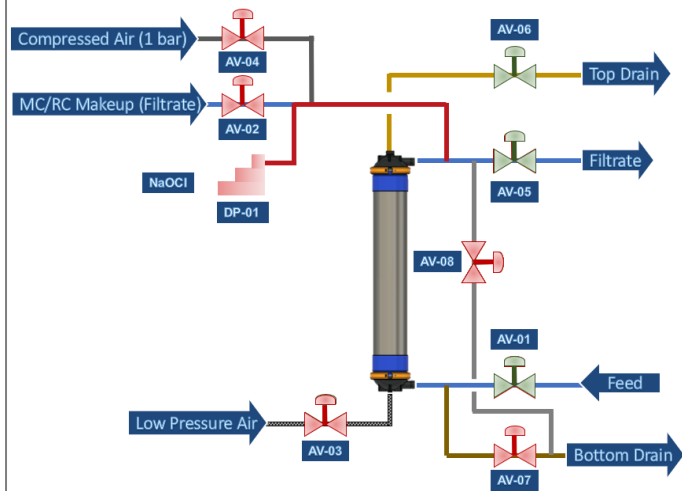 AV-06
Compressed Air (1 bar)
AV-04
Top Drain
MC/RC Makeup (Filtrate)
AV-02
Filtrate
NaOCl
AV-05
DP-01
AV-08
AV-01
Feed
Low Pressure Air
AV-03
Bottom Drain
AV-07